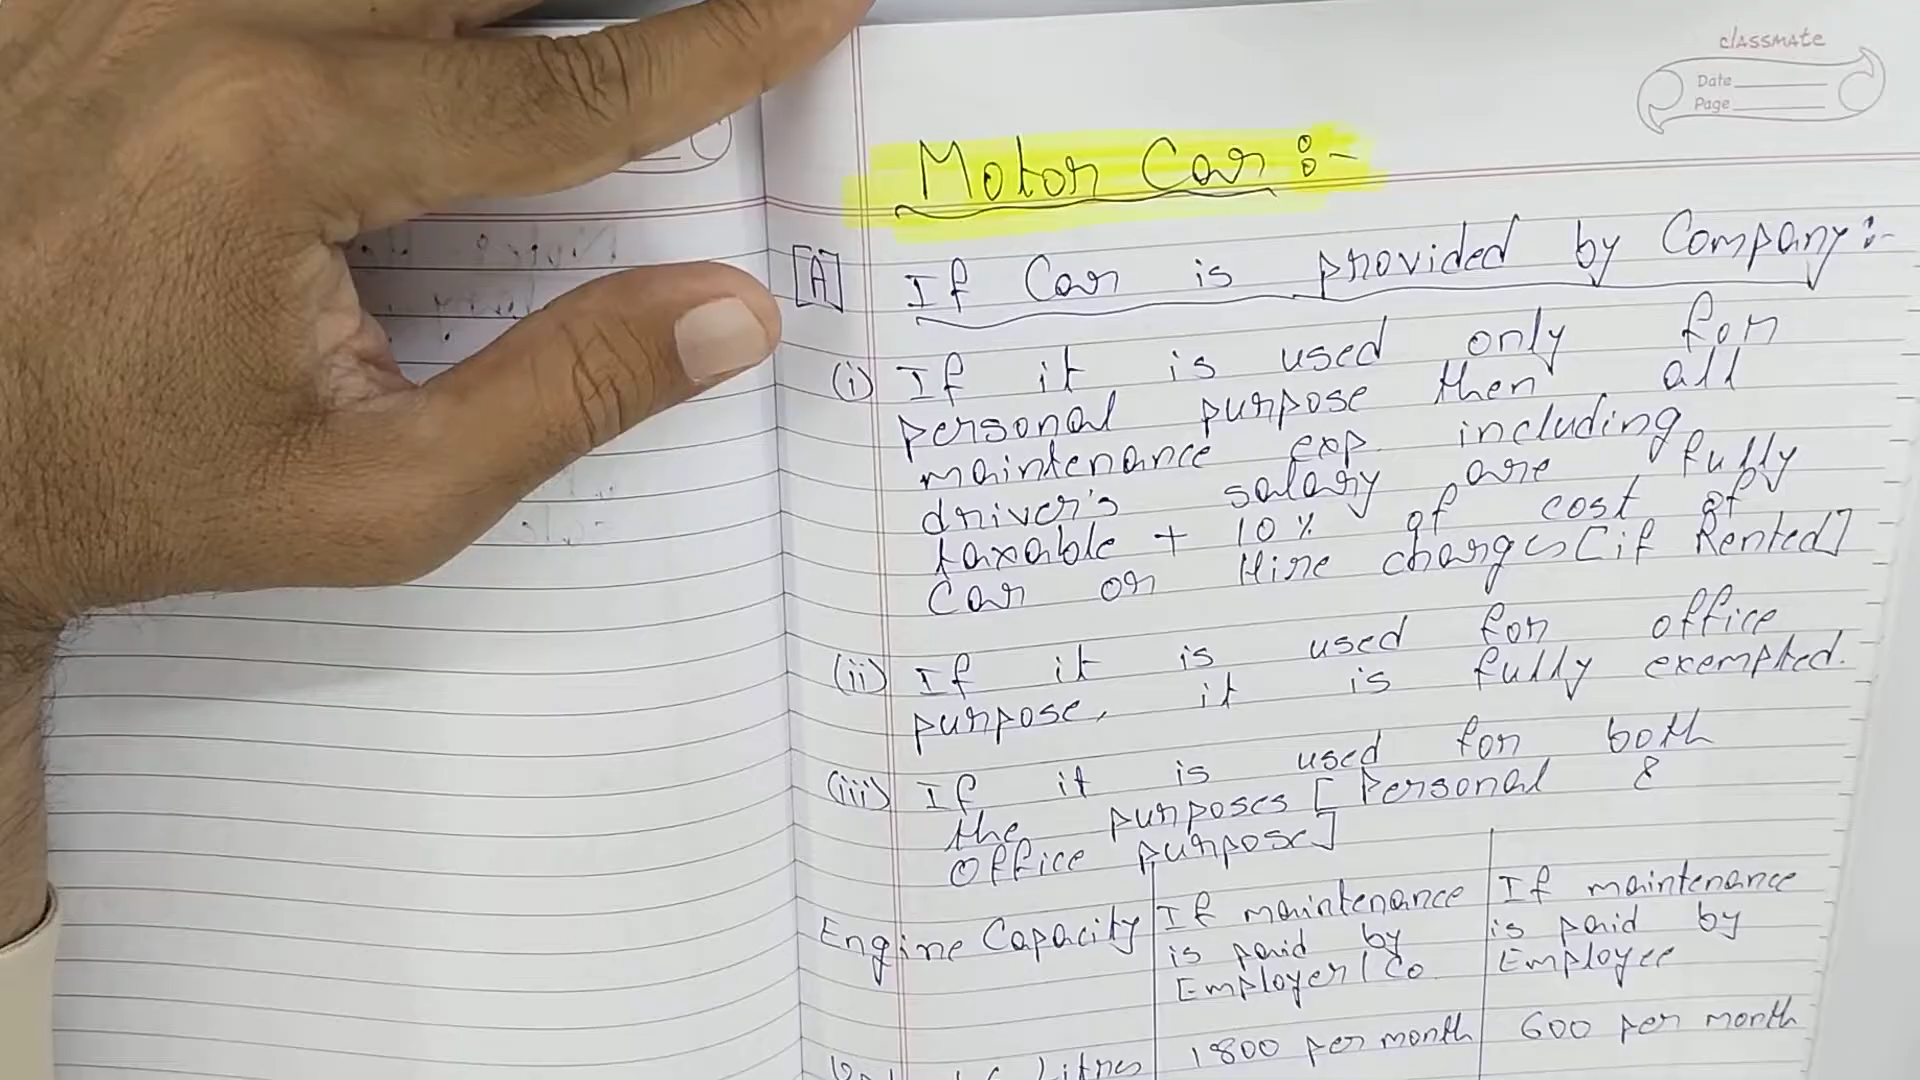 classmate
Date
Page
Motor Car :-
[A] If Car is provided by Company :-
(i) If it is used only for
personal purpose then all
maintenance exp. including
driver's salary are fully
taxable + 10% of cost of
Car or Hire charges [if Rented]
(ii) If it is used for office
purpose, it is fully exempted.
(iii) If it is used for both
the purposes [Personal &
Office purpose]
Engine Capacity
If maintenance
is paid by
Employer/Co
If maintenance
is paid by
Employee
Litres
1800 per month
600 per month